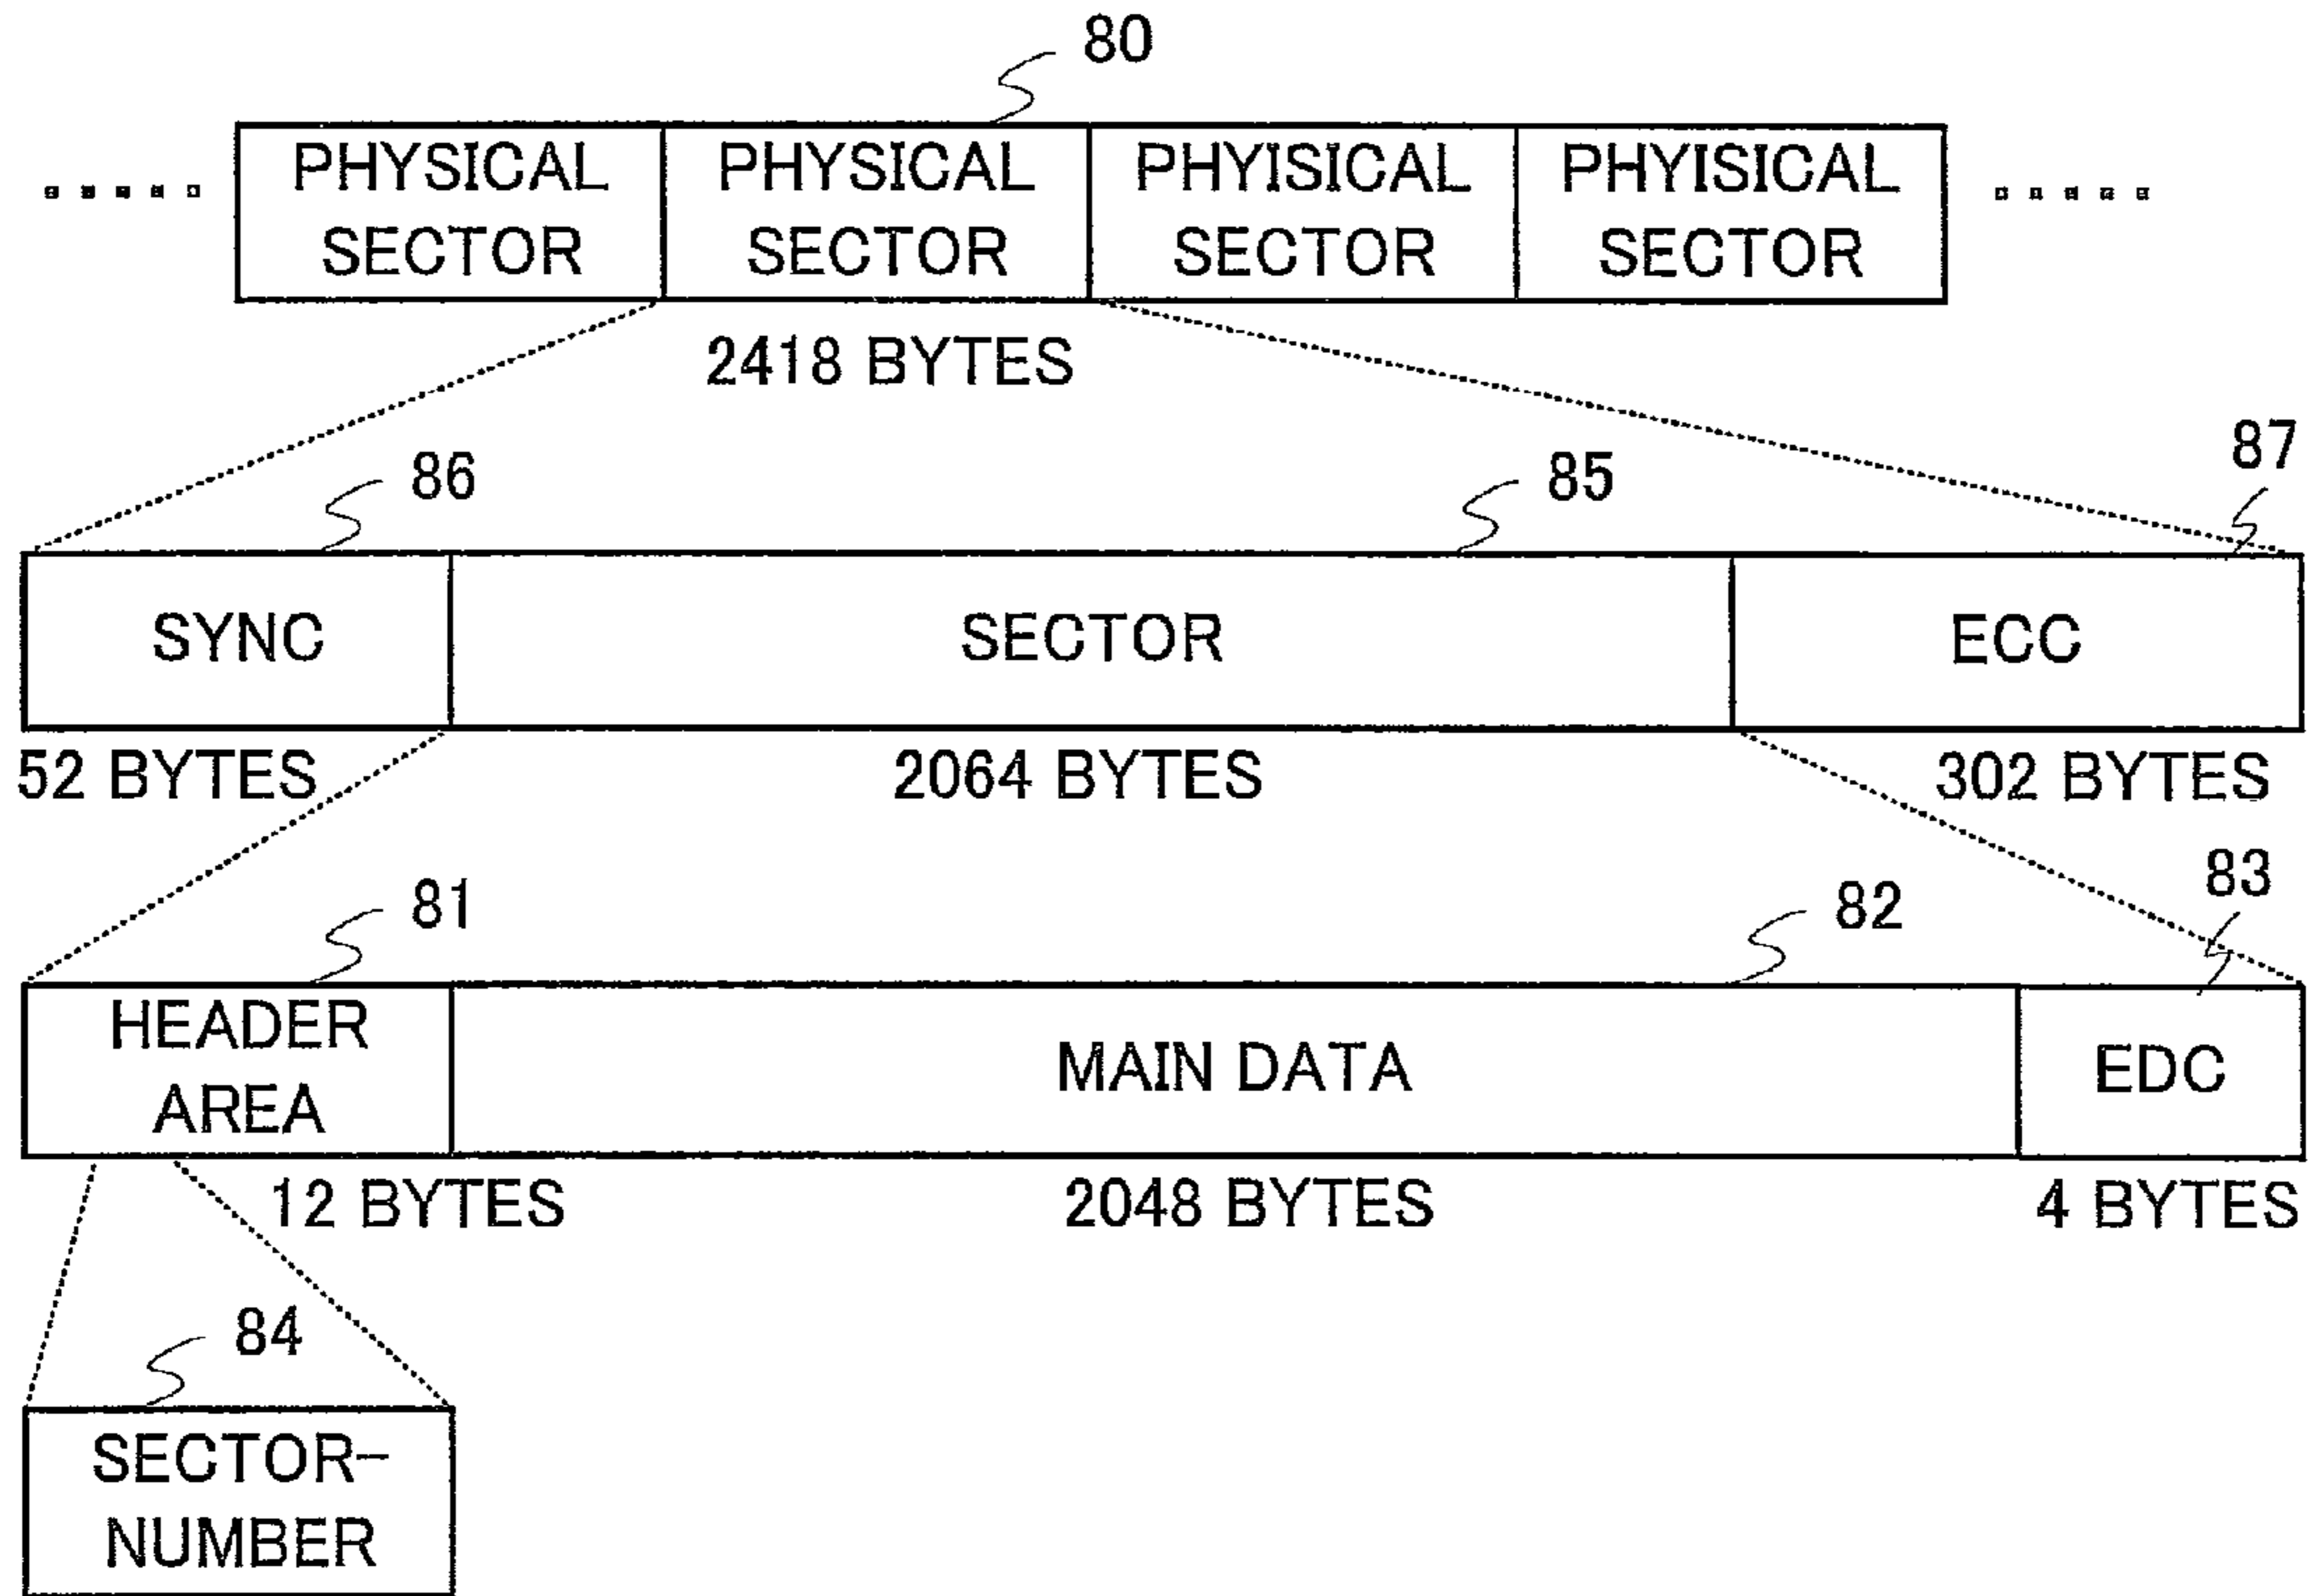 80
PHYSICAL PHYSICAL PHYISICAL PHYISICAL
SECTOR SECTOR SECTOR SECTOR
2418 BYTES
86 85 87
SYNC SECTOR ECC
52 BYTES 2064 BYTES 302 BYTES
81 82 83
HEADER
AREA MAIN DATA EDC
12 BYTES 2048 BYTES 4 BYTES
84
SECTOR-
NUMBER